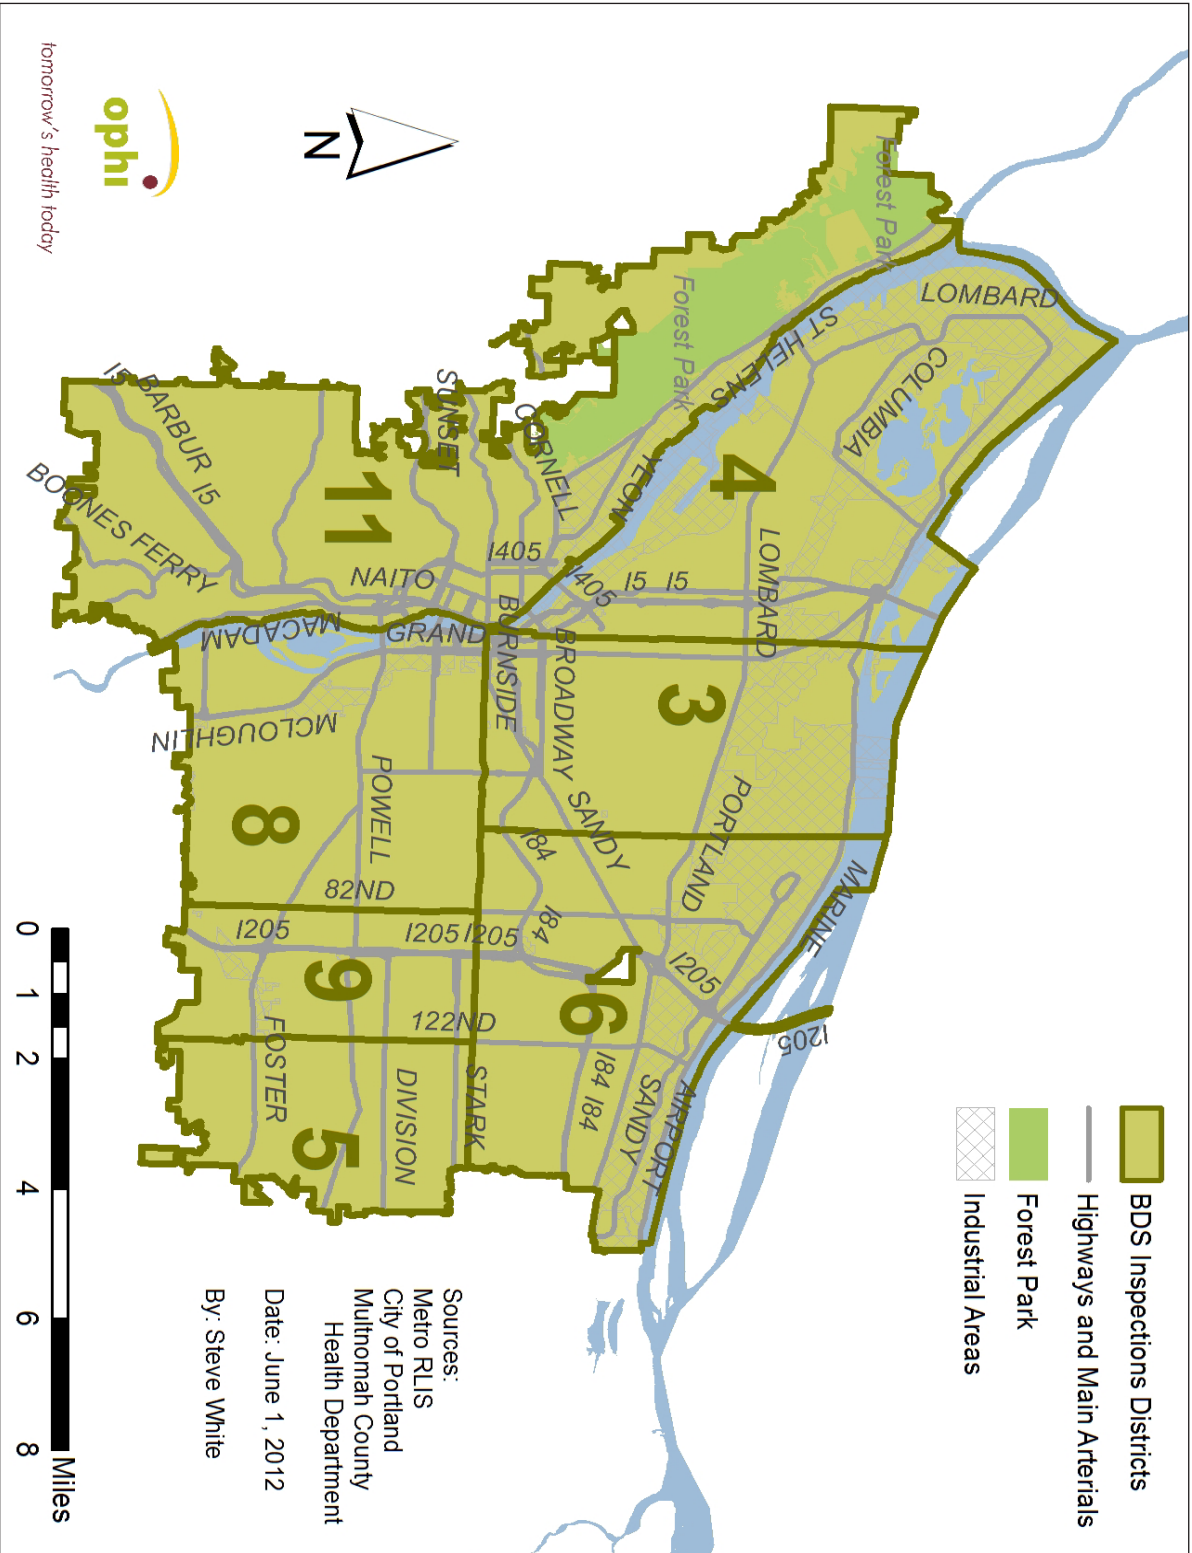 BDS Inspections Districts
Highways and Main Arterials
Forest Park
Industrial Areas
LOMBARD
COLUMBIA
Forest Park
Forest Park
ST HELENS
YEON
4
LOMBARD
I5
I5
I405
I405
CORNELL
SUNSET
11
BARBUR
I5
I5
BOONES FERRY
NAITO
MACADAM
GRAND
BURNSIDE
BROADWAY
3
PORTLAND
MARINE
SANDY
I84
I84
MCLOUGHLIN
POWELL
8
82ND
I205
I205
I205
I205
I205
6
9
122ND
FOSTER
DIVISION
STARK
I84
I84
SANDY
AIRPORT
5
N
ophi
tomorrow's health today
Sources:
Metro RLIS
City of Portland
Multnomah County
Health Department
Date: June 1, 2012
By: Steve White
0 1 2 4 6 8
Miles